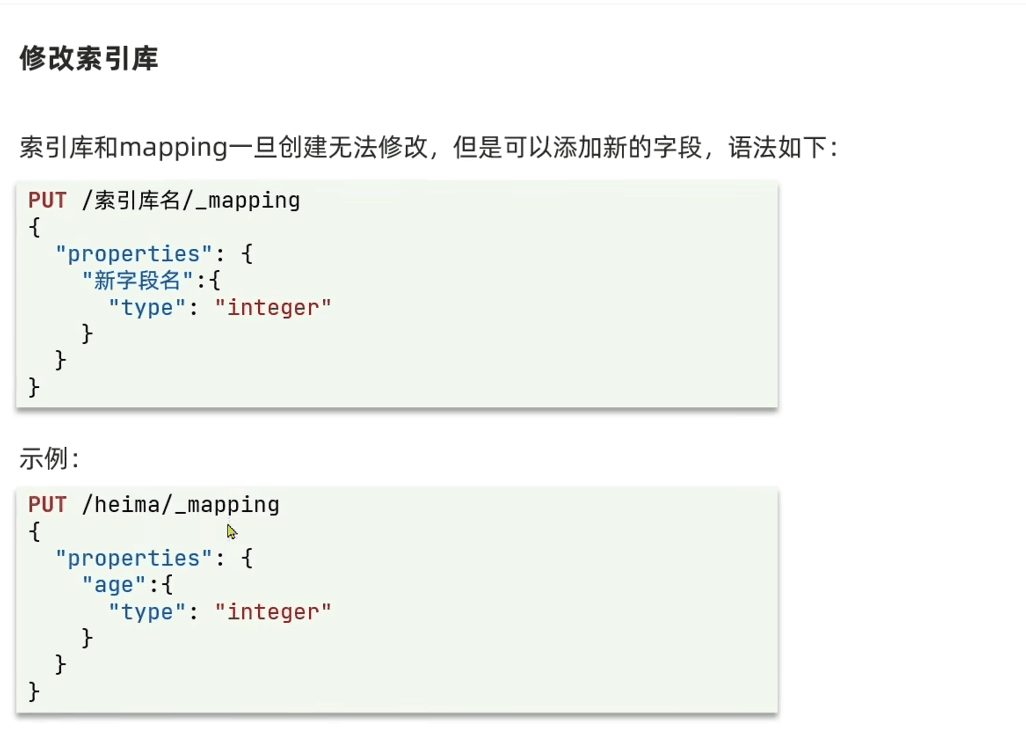 修改索引库
索引库和mapping一旦创建无法修改，但是可以添加新的字段，语法如下：
PUT /索引库名/_mapping
{
  "properties": {
    "新字段名":{
      "type": "integer"
    }
  }
}
示例：
PUT /heima/_mapping
{
  "properties": {
    "age":{
      "type": "integer"
    }
  }
}